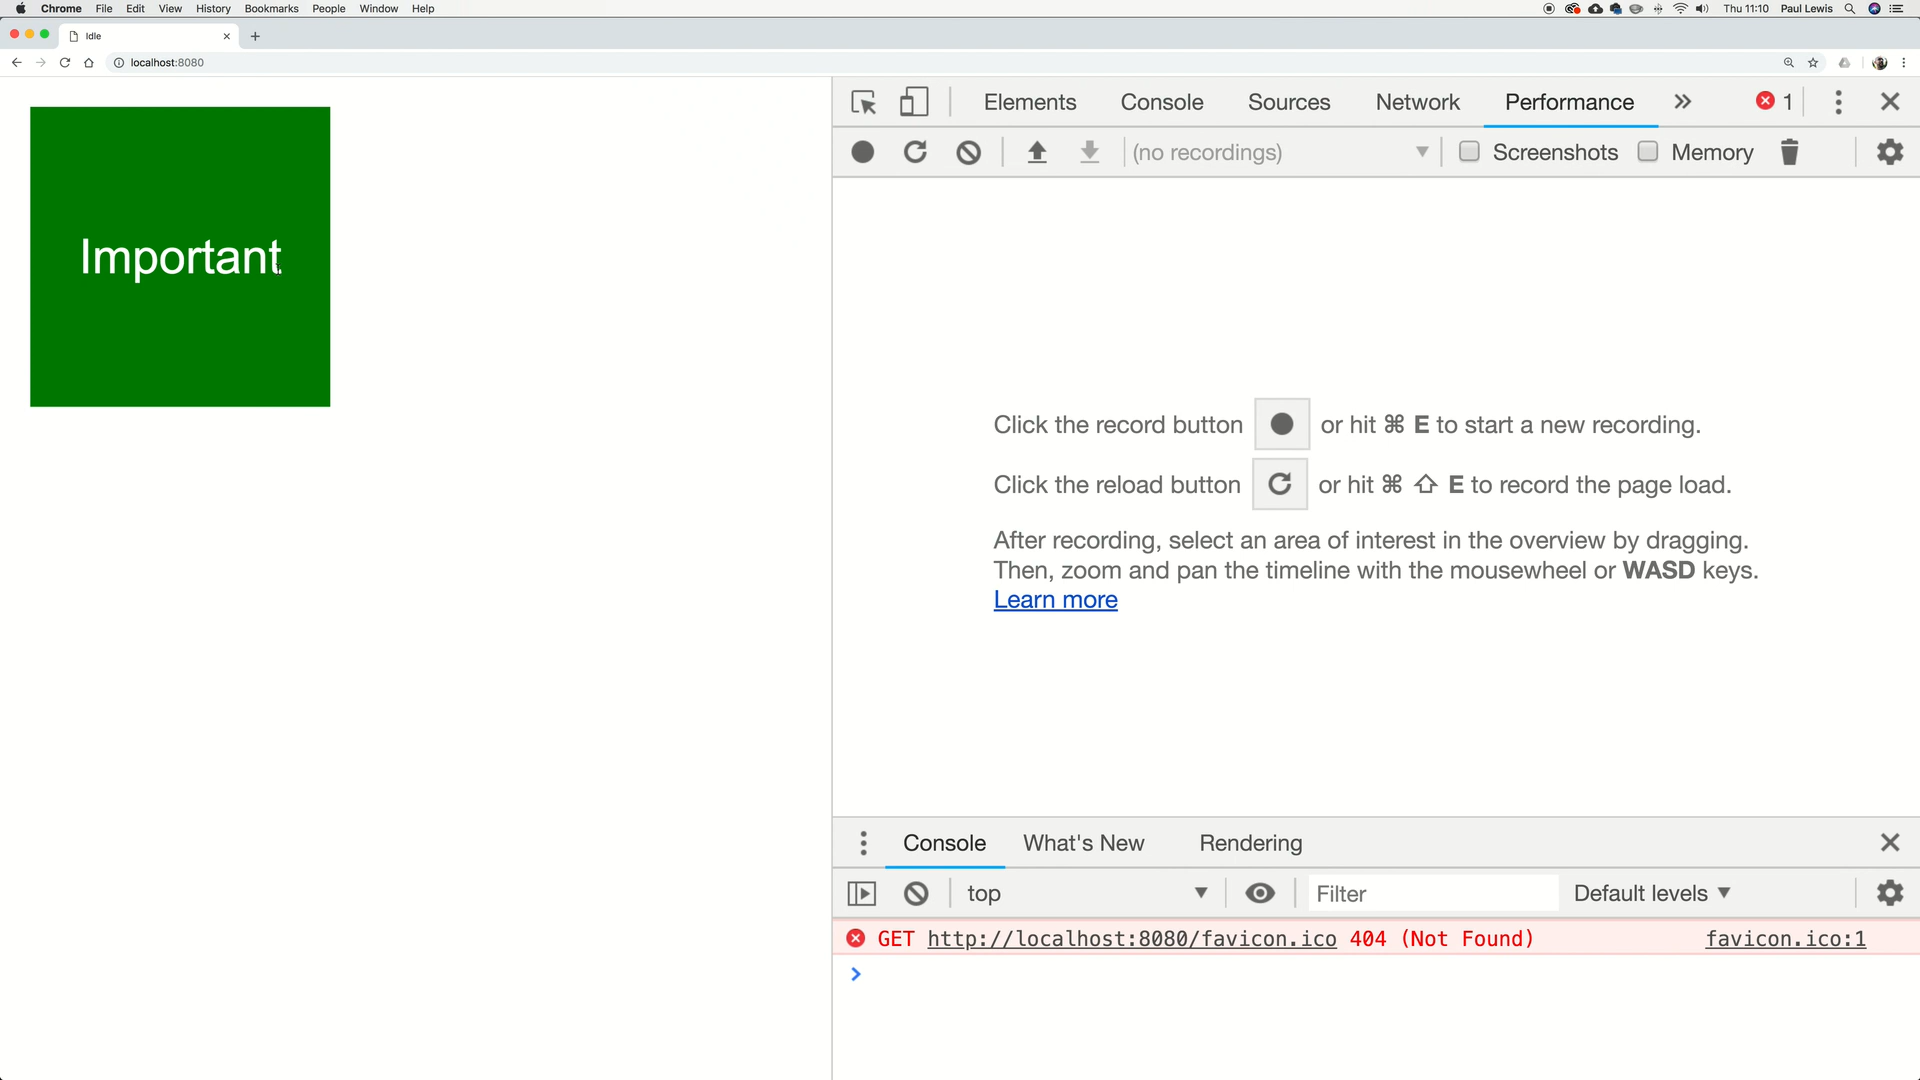 Chrome File Edit View History Bookmarks People Window Help Thu 11:10 Paul Lewis
Idle
localhost:8080
Important
Elements Console Sources Network Performance 1
(no recordings) Screenshots Memory
Click the record button or hit ⌘ E to start a new recording.
Click the reload button or hit ⌘ ⇧ E to record the page load.
After recording, select an area of interest in the overview by dragging.
Then, zoom and pan the timeline with the mousewheel or WASD keys.
Learn more
Console What's New Rendering
top Filter Default levels
GET http://localhost:8080/favicon.ico 404 (Not Found) favicon.ico:1